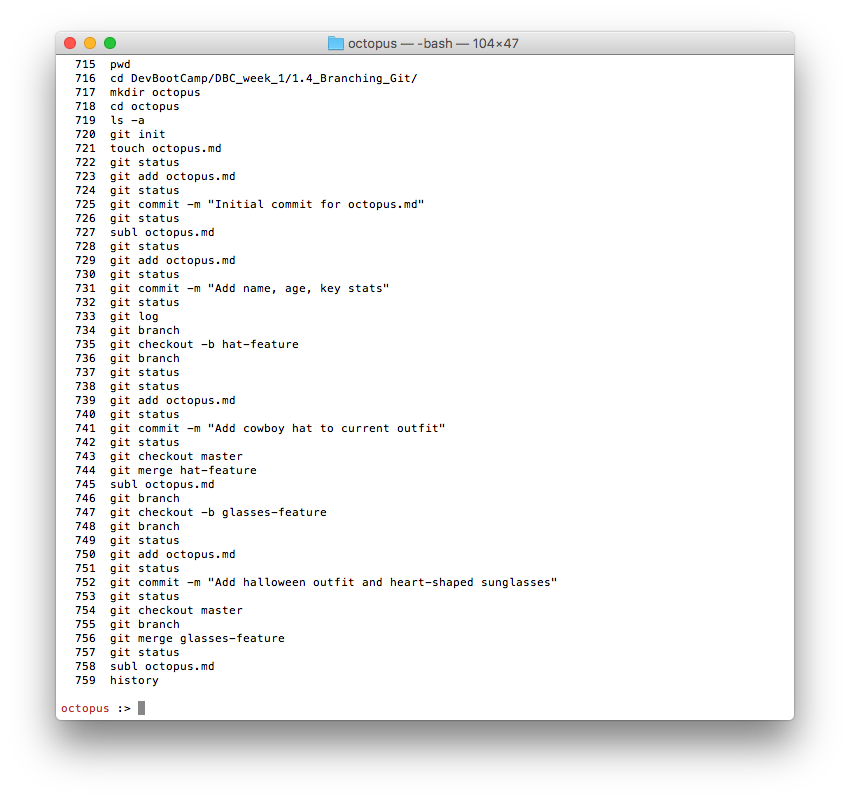 octopus — -bash — 104×47
715 pwd
716 cd DevBootCamp/DBC_week_1/1.4_Branching_Git/
717 mkdir octopus
718 cd octopus
719 ls -a
720 git init
721 touch octopus.md
722 git status
723 git add octopus.md
724 git status
725 git commit -m "Initial commit for octopus.md"
726 git status
727 subl octopus.md
728 git status
729 git add octopus.md
730 git status
731 git commit -m "Add name, age, key stats"
732 git status
733 git log
734 git branch
735 git checkout -b hat-feature
736 git branch
737 git status
738 git status
739 git add octopus.md
740 git status
741 git commit -m "Add cowboy hat to current outfit"
742 git status
743 git checkout master
744 git merge hat-feature
745 subl octopus.md
746 git branch
747 git checkout -b glasses-feature
748 git branch
749 git status
750 git add octopus.md
751 git status
752 git commit -m "Add halloween outfit and heart-shaped sunglasses"
753 git status
754 git checkout master
755 git branch
756 git merge glasses-feature
757 git status
758 subl octopus.md
759 history
octopus :>